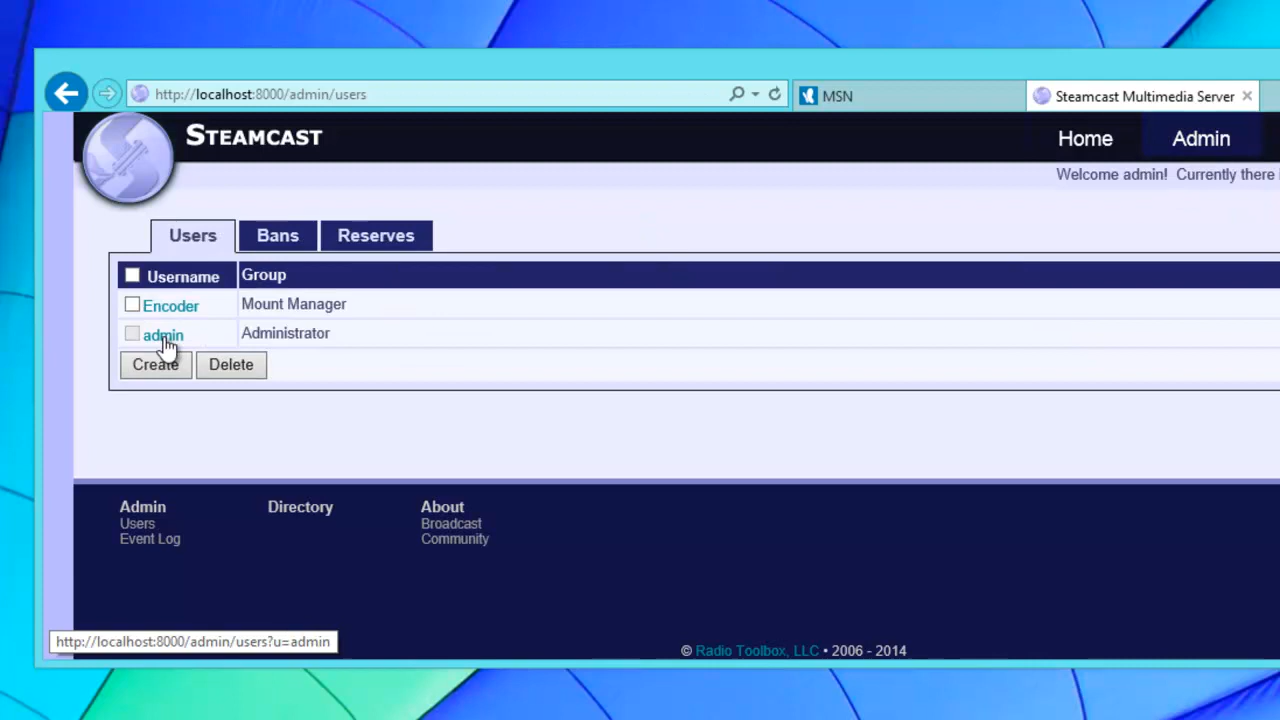 http://localhost:8000/admin/users
MSN
Steamcast Multimedia Server
STEAMCAST
Home
Admin
Welcome admin! Currently there
Users
Bans
Reserves
Username
Group
Encoder
Mount Manager
admin
Administrator
Create
Delete
Admin
Directory
About
Users
Broadcast
Event Log
Community
http://localhost:8000/admin/users?u=admin
© Radio Toolbox, LLC • 2006 - 2014